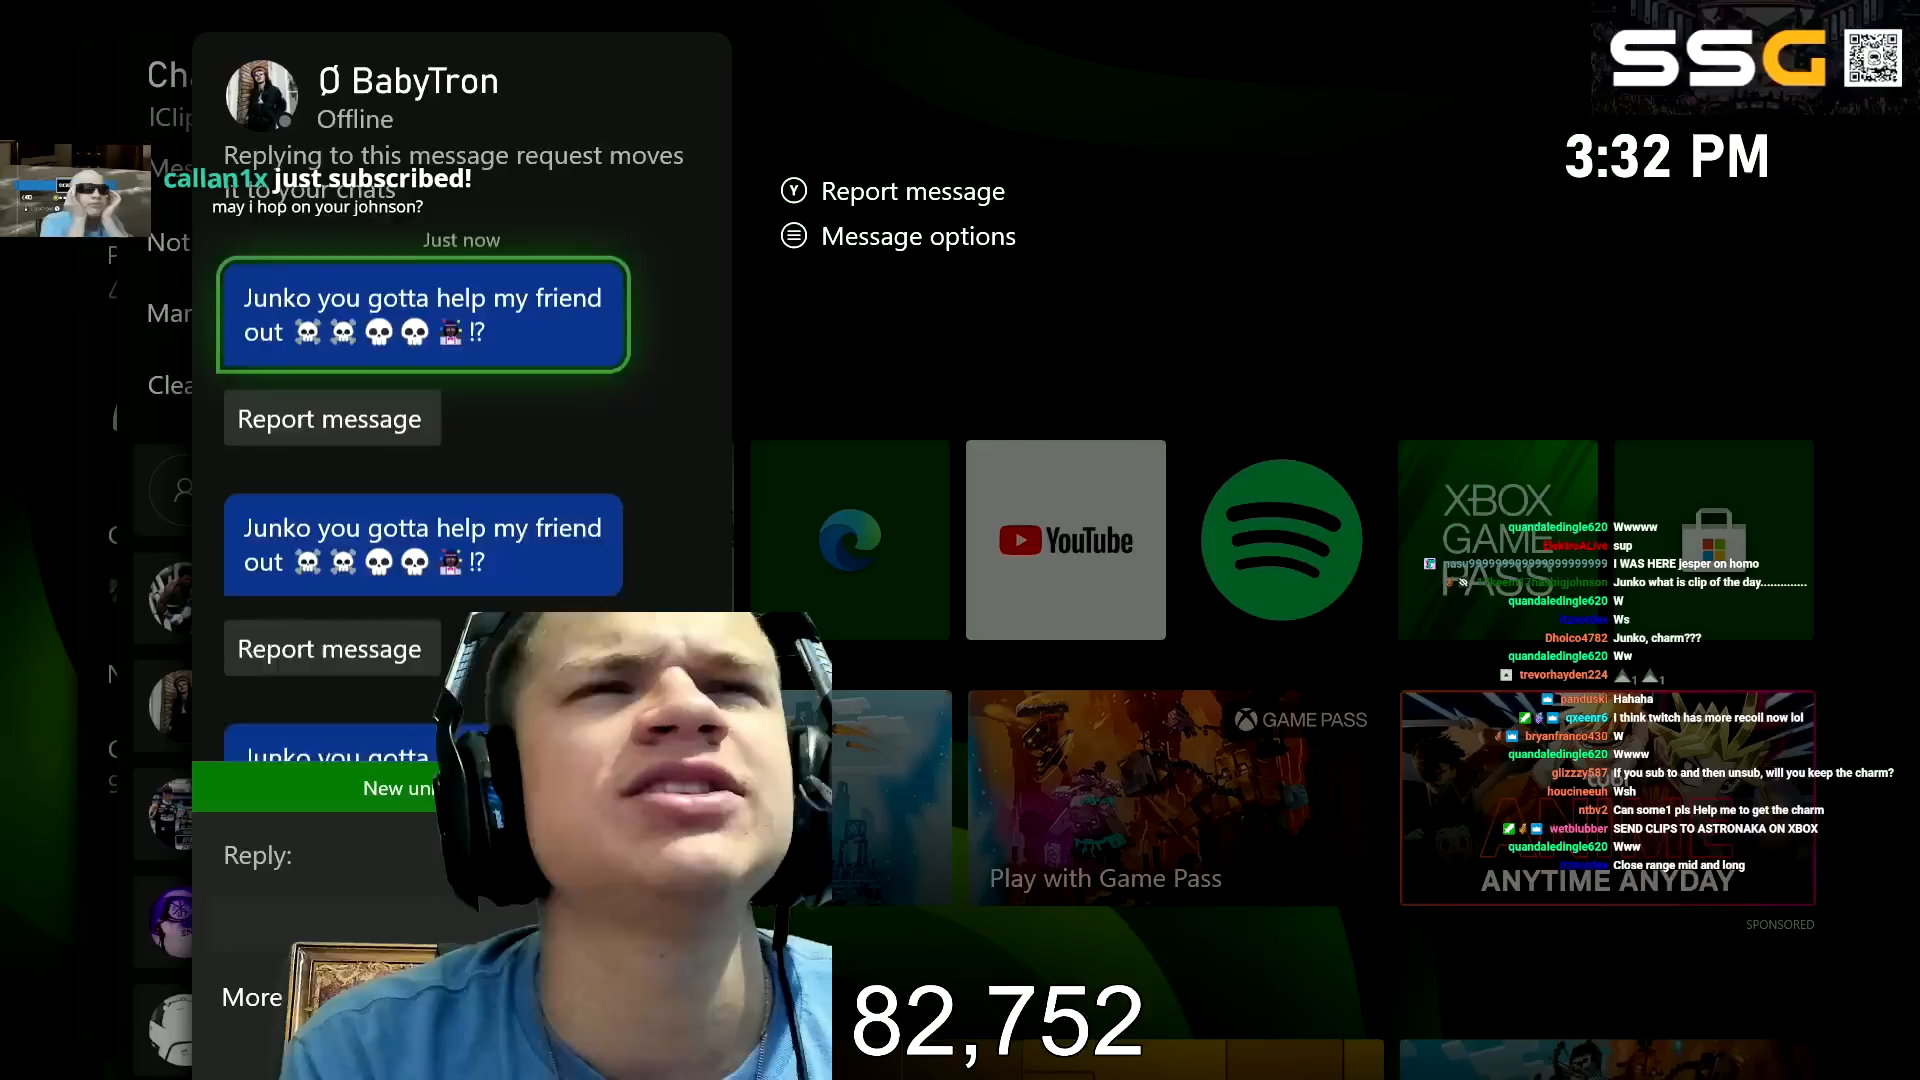 SSG
3:32 PM
Ø BabyTron
Offline
Replying to this message request moves
it to your chats
callan1x just subscribed!
may i hop on your johnson?
Just now
Junko you gotta help my friend
out ☠️ ☠️ 💀 💀 !?
Report message
Junko you gotta help my friend
out ☠️ ☠️ 💀 💀 !?
Report message
Junko you gotta
New un
Reply:
More
Cha
lClip
Mes
Not
Mar
Clea
Ⓨ Report message
Message options
YouTube
XBOX
GAME
PASS
GAME PASS
Play with Game Pass
ANIME
ANYTIME ANYDAY
SPONSORED
quandaledingle620 Wwwww
ElektroALive sup
I WAS HERE jesper on homo
Junko what is clip of the day.............
quandaledingle620 W
Ws
Dholco4782 Junko, charm???
quandaledingle620 Ww
trevorhayden224
1 1
panduski Hahaha
qxeenr6 I think twitch has more recoil now lol
bryanfranco430 W
quandaledingle620 Wwww
glizzzy587 If you sub to and then unsub, will you keep the charm?
houcineeuh Wsh
ntbv2 Can some1 pls Help me to get the charm
wetblubber SEND CLIPS TO ASTRONAKA ON XBOX
quandaledingle620 Www
Close range mid and long
82,752